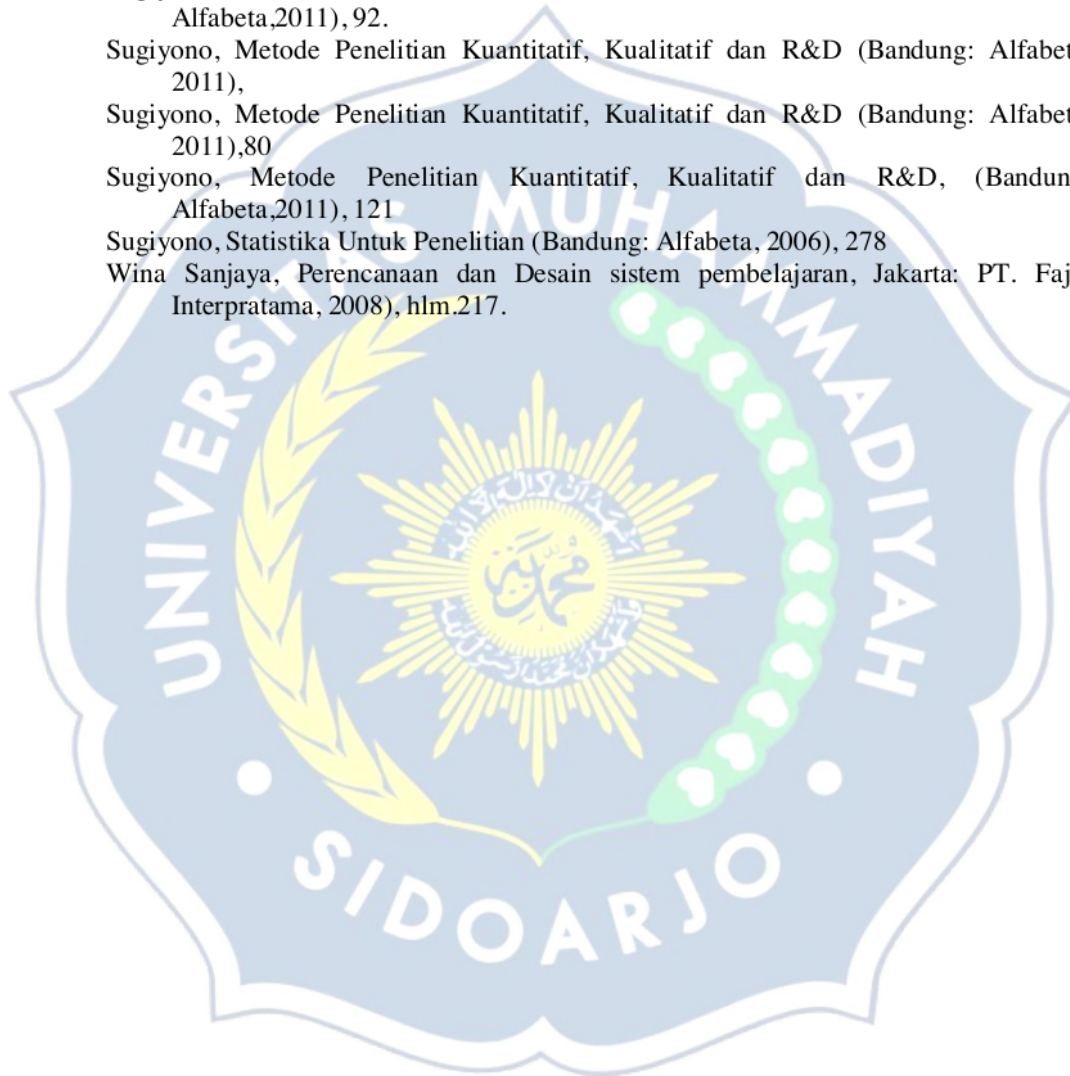 Alfabeta,2011), 92.
Sugiyono, Metode Penelitian Kuantitatif, Kualitatif dan R&D (Bandung: Alfabet
2011),
Sugiyono, Metode Penelitian Kuantitatif, Kualitatif dan R&D (Bandung: Alfabet
2011),80
Sugiyono, Metode Penelitian Kuantitatif, Kualitatif dan R&D, (Bandun
Alfabeta,2011), 121
Sugiyono, Statistika Untuk Penelitian (Bandung: Alfabeta, 2006), 278
Wina Sanjaya, Perencanaan dan Desain sistem pembelajaran, Jakarta: PT. Faj
Interpratama, 2008), hlm.217.
UNIVERSITAS MUHAMMADIYAH
SIDOARJO